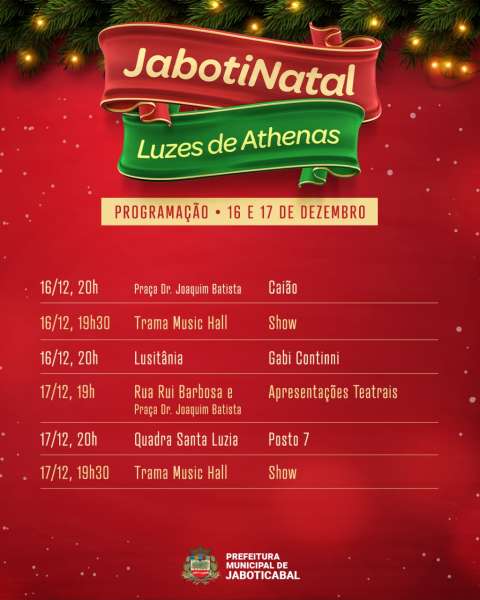 JabotiNatal
Luzes de Athenas
PROGRAMAÇÃO • 16 E 17 DE DEZEMBRO
16/12, 20h Praça Dr. Joaquim Batista Caião
16/12, 19h30 Trama Music Hall Show
16/12, 20h Lusitânia Gabi Continni
17/12, 19h Rua Rui Barbosa e Apresentações Teatrais
Praça Dr. Joaquim Batista
17/12, 20h Quadra Santa Luzia Posto 7
17/12, 19h30 Trama Music Hall Show
PREFEITURA
MUNICIPAL DE
JABOTICABAL